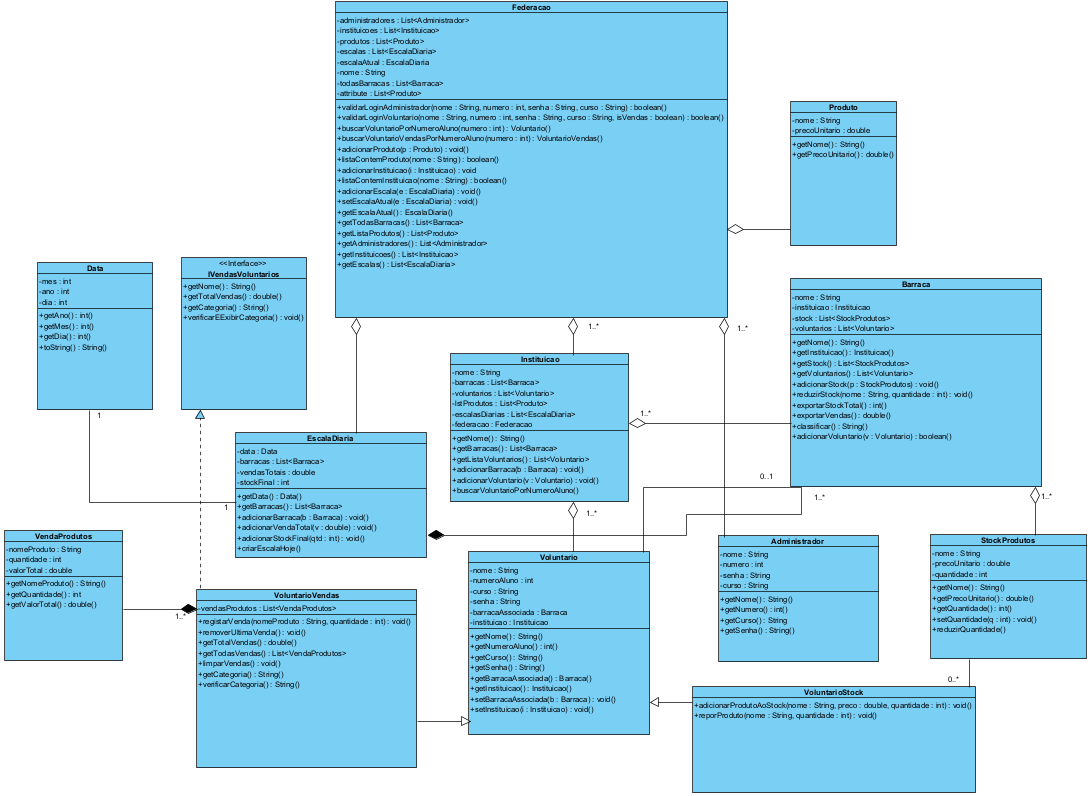 Federacao
-administradores : List<Administrador>
-instituicoes : List<Instituicao>
-produtos : List<Produto>
-escalas : List<EscalaDiaria>
-escalaAtual : EscalaDiaria
-nome : String
-todasBarracas : List<Barraca>
-attribute : List<Produto>
+validarLoginAdministrador(nome : String, numero : int, senha : String, curso : String) : boolean()
+validarLoginVoluntario(nome : String, numero : int, senha : String, curso : String, isVendas : boolean) : boolean()
+buscarVoluntarioPorNumeroAluno(numero : int) : Voluntario()
+buscarVoluntarioVendasPorNumeroAluno(numero : int) : VoluntarioVendas()
+adicionarProduto(p : Produto) : void()
+listaContemProduto(nome : String) : boolean()
+adicionarInstituicao(i : Instituicao) : void
+listaContemInstituicao(nome : String) : boolean()
+adicionarEscala(e : EscalaDiaria) : void()
+setEscalaAtual(e : EscalaDiaria) : void()
+getEscalaAtual() : EscalaDiaria()
+getTodasBarracas() : List<Barraca>
+getListaProdutos() : List<Produto>
+getAdministradores() : List<Administrador>
+getInstituicoes() : List<Instituicao>
+getEscalas() : List<EscalaDiaria>
Produto
-nome : String
-precoUnitario : double
+getNome() : String()
+getPrecoUnitario() : double()
Data
-mes : int
-ano : int
-dia : int
+getAno() : int()
+getMes() : int()
+getDia() : int()
+toString() : String()
<<Interface>>
IVendasVoluntarios
+getNome() : String()
+getTotalVendas() : double()
+getCategoria() : String()
+verificarEExibirCategoria() : void()
Barraca
-nome : String
-instituicao : Instituicao
-stock : List<StockProdutos>
-voluntarios : List<Voluntario>
+getNome() : String()
+getInstituicao() : Instituicao()
+getStock() : List<StockProdutos>
+getVoluntarios() : List<Voluntario>
+adicionarStock(p : StockProdutos) : void()
+reduzirStock(nome : String, quantidade : int) : void()
+exportarStockTotal() : int()
+exportarVendas() : double()
+classificar() : String()
+adicionarVoluntario(v : Voluntario) : boolean()
1..*
1..*
Instituicao
-nome : String
-barracas : List<Barraca>
-voluntarios : List<Voluntario>
-lstProdutos : List<Produto>
-escalasDiarias : List<EscalaDiaria>
-federacao : Federacao
+getNome() : String()
+getBarracas() : List<Barraca>
+getListaVoluntarios() : List<Voluntario>
+adicionarBarraca(b : Barraca) : void()
+adicionarVoluntario(v : Voluntario) : void()
+buscarVoluntarioPorNumeroAluno()
1..*
1
EscalaDiaria
-data : Data
-barracas : List<Barraca>
-vendasTotais : double
-stockFinal : int
+getData() : Data()
+getBarracas() : List<Barraca>
+adicionarBarraca(b : Barraca) : void()
+adicionarVendaTotal(v : double) : void()
+adicionarStockFinal(qtd : int) : void()
+criarEscalaHoje()
1
0..1
1..*
1..*
1..*
VendaProdutos
-nomeProduto : String
-quantidade : int
-valorTotal : double
+getNomeProduto() : String()
+getQuantidade() : int()
+getValorTotal() : double()
1..*
VoluntarioVendas
-vendasProdutos : List<VendaProdutos>
+registarVenda(nomeProduto : String, quantidade : int) : void()
+removerUltimaVenda() : void()
+getTotalVendas() : double()
+getTodasVendas() : List<VendaProdutos>
+limparVendas() : void()
+getCategoria() : String()
+verificarCategoria() : String()
Voluntario
-nome : String
-numeroAluno : int
-curso : String
-senha : String
-barracaAssociada : Barraca
-instituicao : Instituicao
+getNome() : String()
+getNumeroAluno() : int()
+getCurso() : String()
+getSenha() : String()
+getBarracaAssociada() : Barraca()
+getInstituicao() : Instituicao()
+setBarracaAssociada(b : Barraca) : void()
+setInstituicao(i : Instituicao) : void()
Administrador
-nome : String
-numero : int
-senha : String
-curso : String
+getNome() : String()
+getNumero() : int()
+getCurso() : String
+getSenha() : String()
StockProdutos
-nome : String
-precoUnitario : double
-quantidade : int
+getNome() : String()
+getPrecoUnitario() : double()
+getQuantidade() : int()
+setQuantidade(q : int) : void()
+reduzirQuantidade()
0..*
VoluntarioStock
+adicionarProdutoAoStock(nome : String, preco : double, quantidade : int) : void()
+reporProduto(nome : String, quantidade : int) : void()